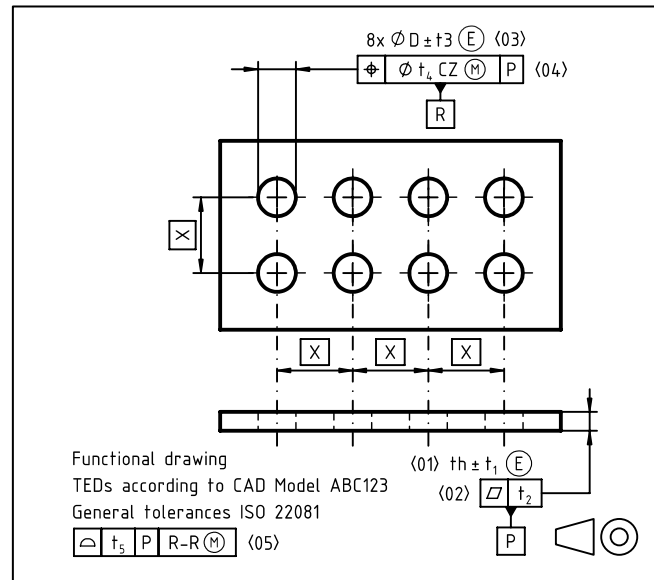 8x ⌀D±t3 Ⓔ ⟨03⟩
⌖ ⌀ t₄ CZ Ⓜ P ⟨04⟩
R
X
X X X
⟨01⟩ th ± t₁ Ⓔ
⟨02⟩ ⏥ t₂
P
Functional drawing
TEDs according to CAD Model ABC123
General tolerances ISO 22081
⌓ t₅ P R-R Ⓜ ⟨05⟩